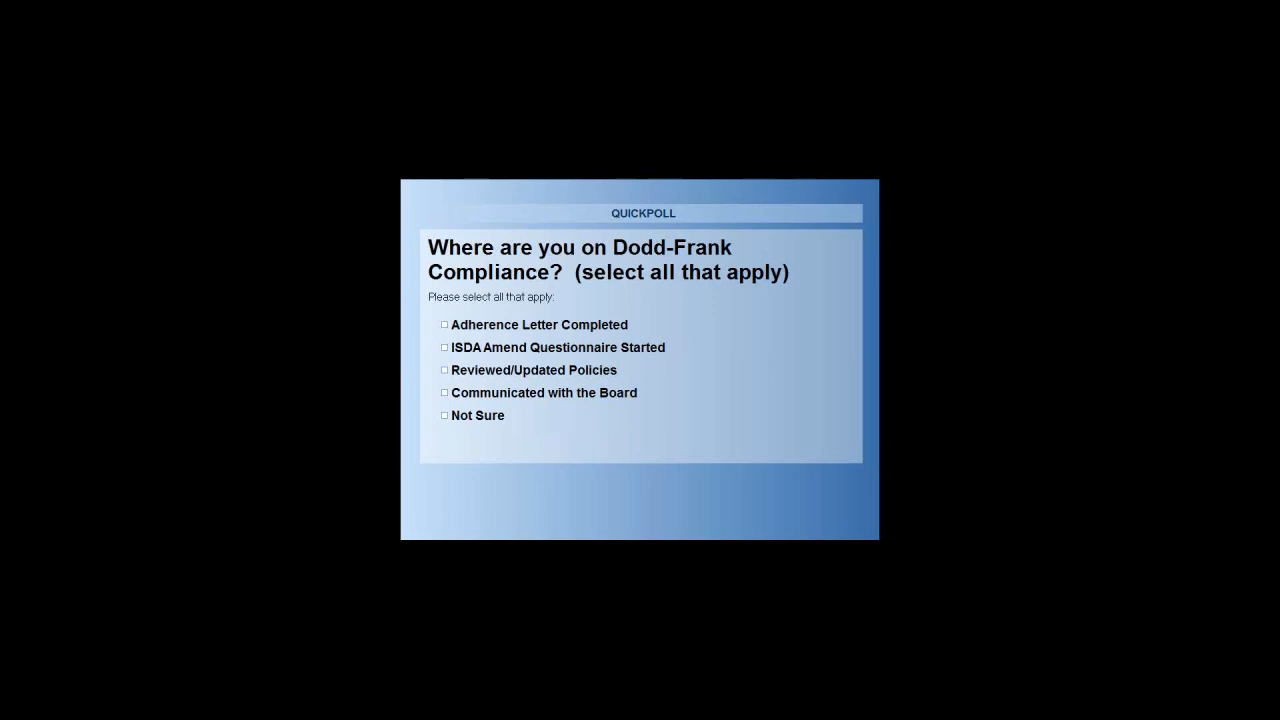 QUICKPOLL
Where are you on Dodd-Frank
Compliance?  (select all that apply)
Please select all that apply:
Adherence Letter Completed
ISDA Amend Questionnaire Started
Reviewed/Updated Policies
Communicated with the Board
Not Sure